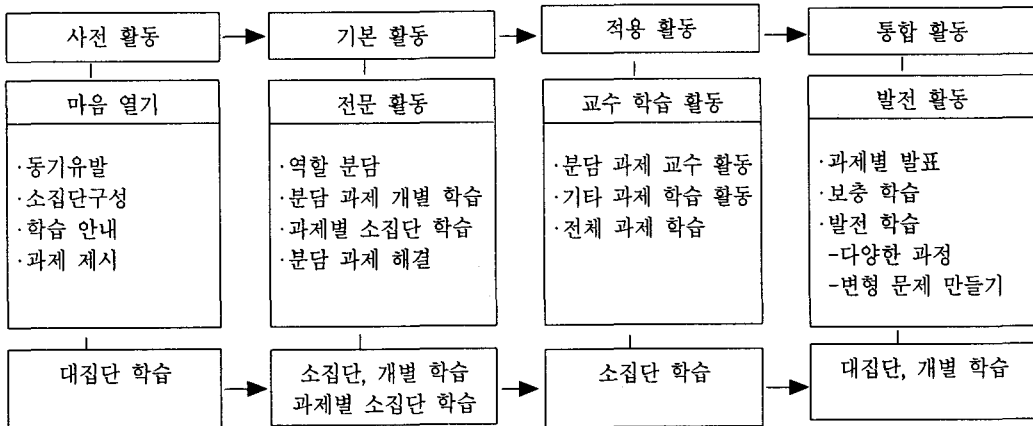 사전 활동
기본 활동
적용 활동
통합 활동
마음 열기
·동기유발
·소집단구성
·학습 안내
·과제 제시
전문 활동
·역할 분담
·분담 과제 개별 학습
·과제별 소집단 학습
·분담 과제 해결
교수 학습 활동
·분담 과제 교수 활동
·기타 과제 학습 활동
·전체 과제 학습
발전 활동
·과제별 발표
·보충 학습
·발전 학습
-다양한 과정
-변형 문제 만들기
대집단 학습
소집단, 개별 학습
과제별 소집단 학습
소집단 학습
대집단, 개별 학습